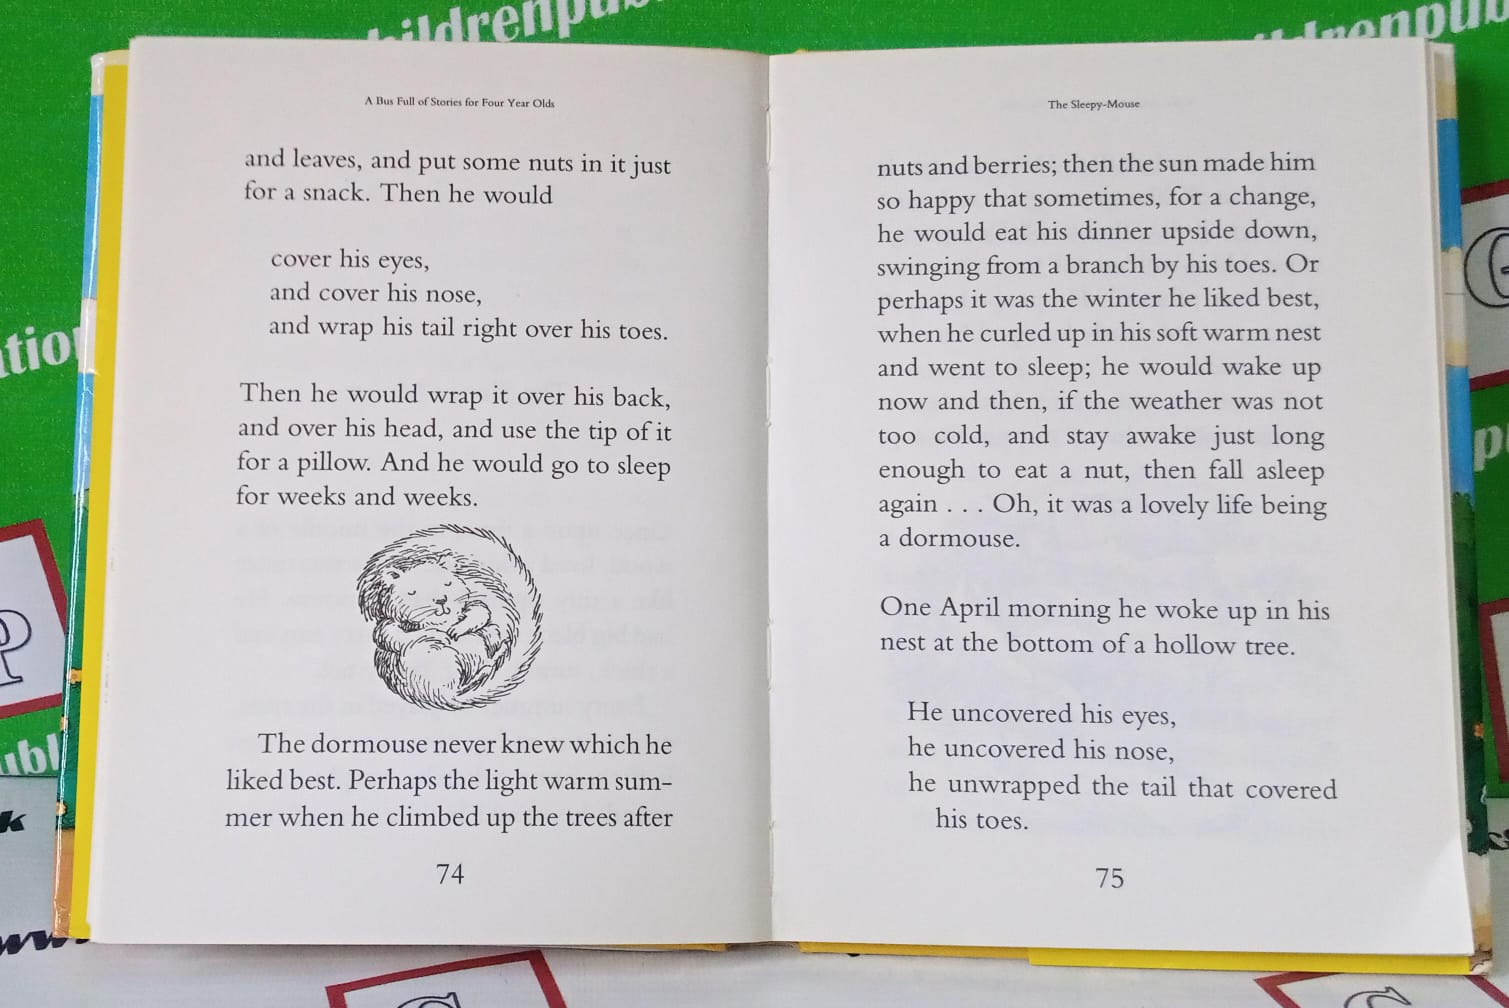 ildrenpub
ldrenpub
A Bus Full of Stories for Four Year Olds
and leaves, and put some nuts in it just
for a snack. Then he would
cover his eyes,
and cover his nose,
and wrap his tail right over his toes.
Then he would wrap it over his back,
and over his head, and use the tip of it
for a pillow. And he would go to sleep
for weeks and weeks.
The dormouse never knew which he
liked best. Perhaps the light warm sum-
mer when he climbed up the trees after
74
The Sleepy-Mouse
nuts and berries; then the sun made him
so happy that sometimes, for a change,
he would eat his dinner upside down,
swinging from a branch by his toes. Or
perhaps it was the winter he liked best,
when he curled up in his soft warm nest
and went to sleep; he would wake up
now and then, if the weather was not
too cold, and stay awake just long
enough to eat a nut, then fall asleep
again . . . Oh, it was a lovely life being
a dormouse.
One April morning he woke up in his
nest at the bottom of a hollow tree.
He uncovered his eyes,
he uncovered his nose,
he unwrapped the tail that covered
his toes.
75